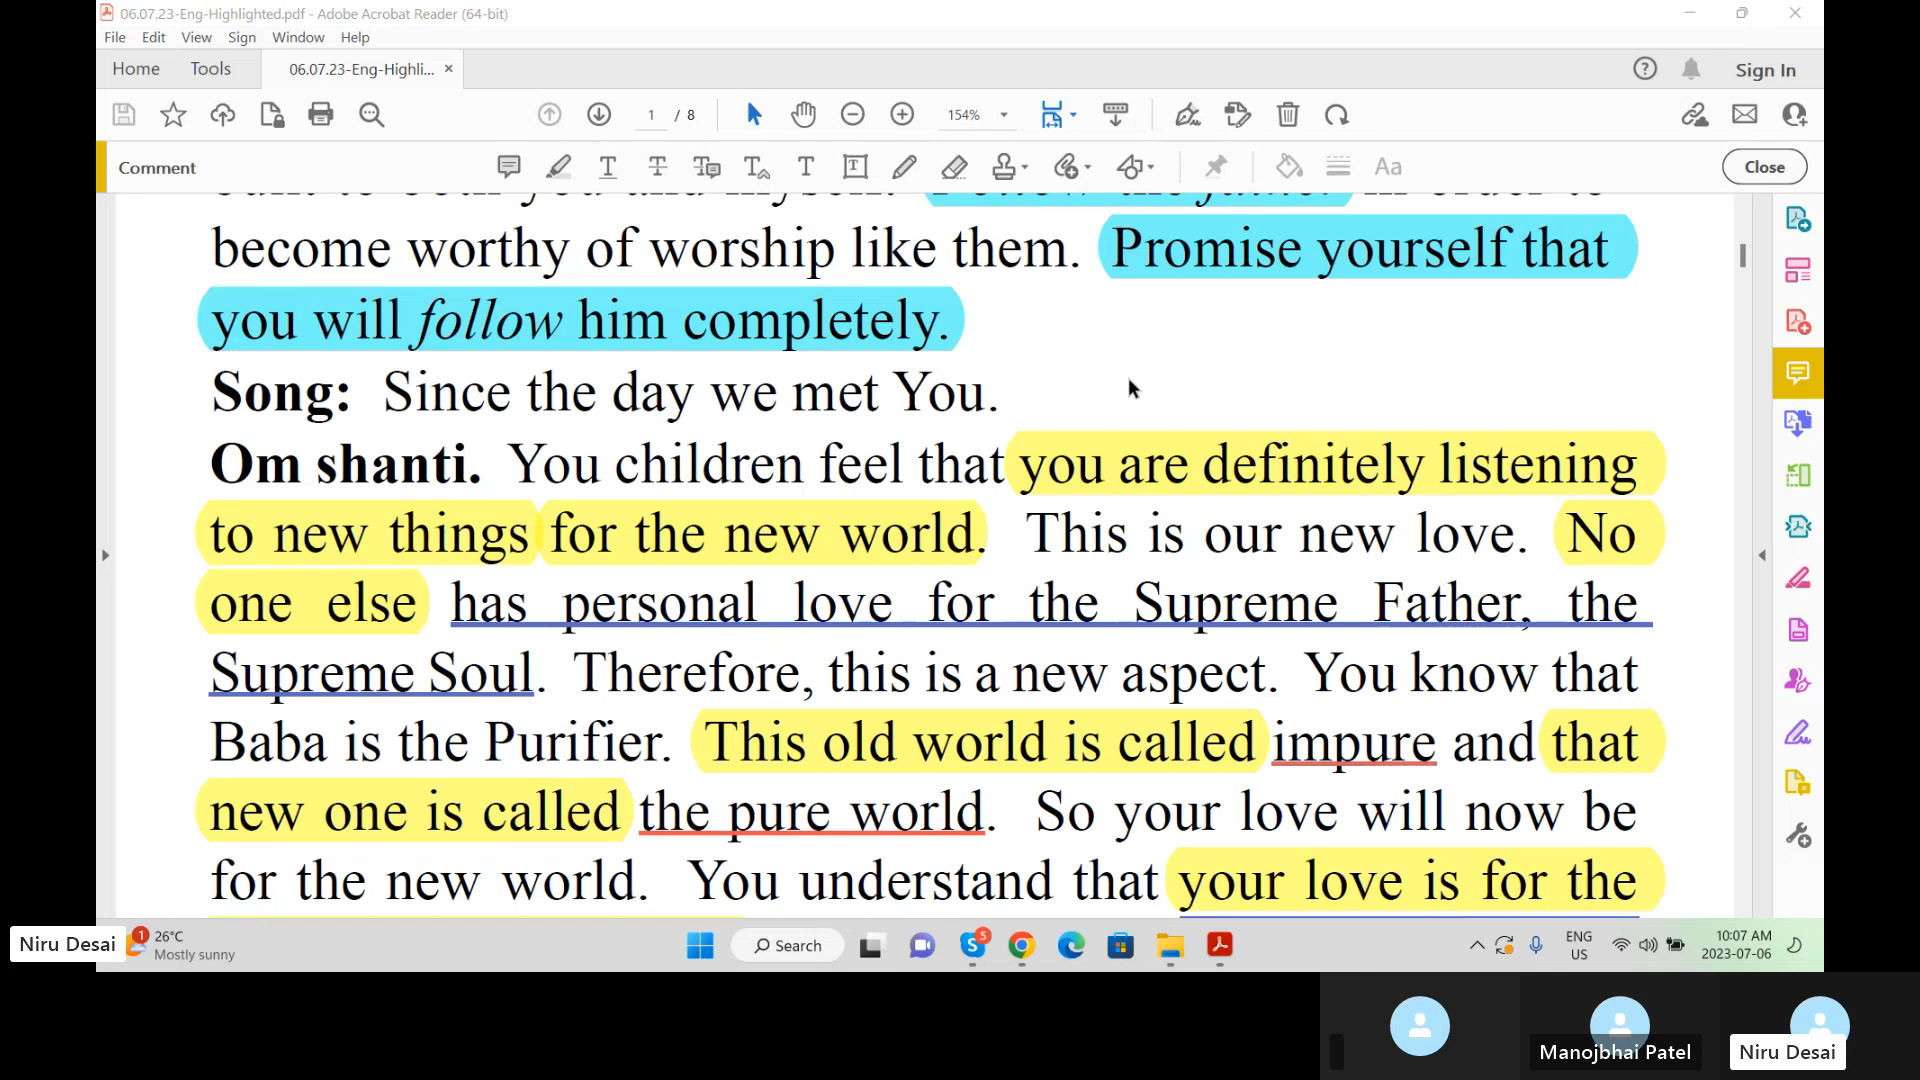 06.07.23-Eng-Highlighted.pdf - Adobe Acrobat Reader (64-bit)
File Edit View Sign Window Help
Home Tools 06.07.23-Eng-Highli... × Sign In
1 / 8 154%
Comment Close
become worthy of worship like them. Promise yourself that
you will follow him completely.
Song: Since the day we met You.
Om shanti. You children feel that you are definitely listening
to new things for the new world. This is our new love. No
one else has personal love for the Supreme Father, the
Supreme Soul. Therefore, this is a new aspect. You know that
Baba is the Purifier. This old world is called impure and that
new one is called the pure world. So your love will now be
for the new world. You understand that your love is for the
Niru Desai
1
26°C
Mostly sunny
Search
5
ENG
US
10:07 AM
2023-07-06
Manojbhai Patel
Niru Desai